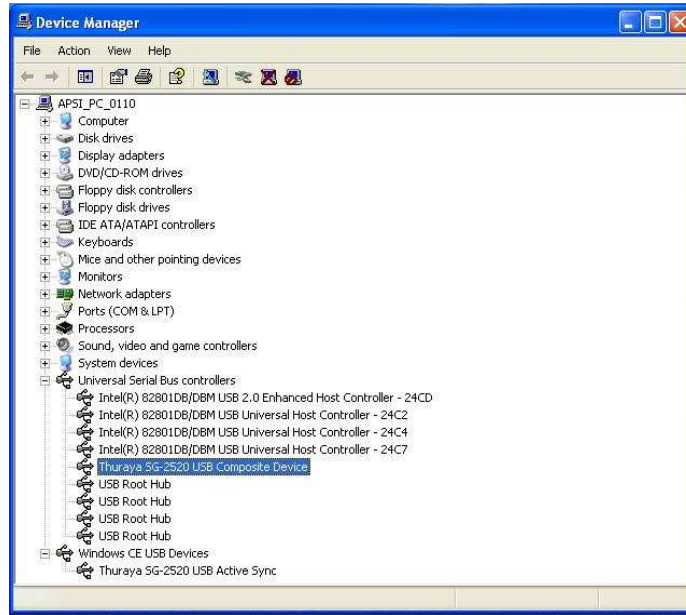 Device Manager
File Action View Help
APSI_PC_0110
Computer
Disk drives
Display adapters
DVD/CD-ROM drives
Floppy disk controllers
Floppy disk drives
IDE ATA/ATAPI controllers
Keyboards
Mice and other pointing devices
Monitors
Network adapters
Ports (COM & LPT)
Processors
Sound, video and game controllers
System devices
Universal Serial Bus controllers
Intel(R) 82801DB/DBM USB 2.0 Enhanced Host Controller - 24CD
Intel(R) 82801DB/DBM USB Universal Host Controller - 24C2
Intel(R) 82801DB/DBM USB Universal Host Controller - 24C4
Intel(R) 82801DB/DBM USB Universal Host Controller - 24C7
Thuraya SG-2520 USB Composite Device
USB Root Hub
USB Root Hub
USB Root Hub
USB Root Hub
Windows CE USB Devices
Thuraya SG-2520 USB Active Sync